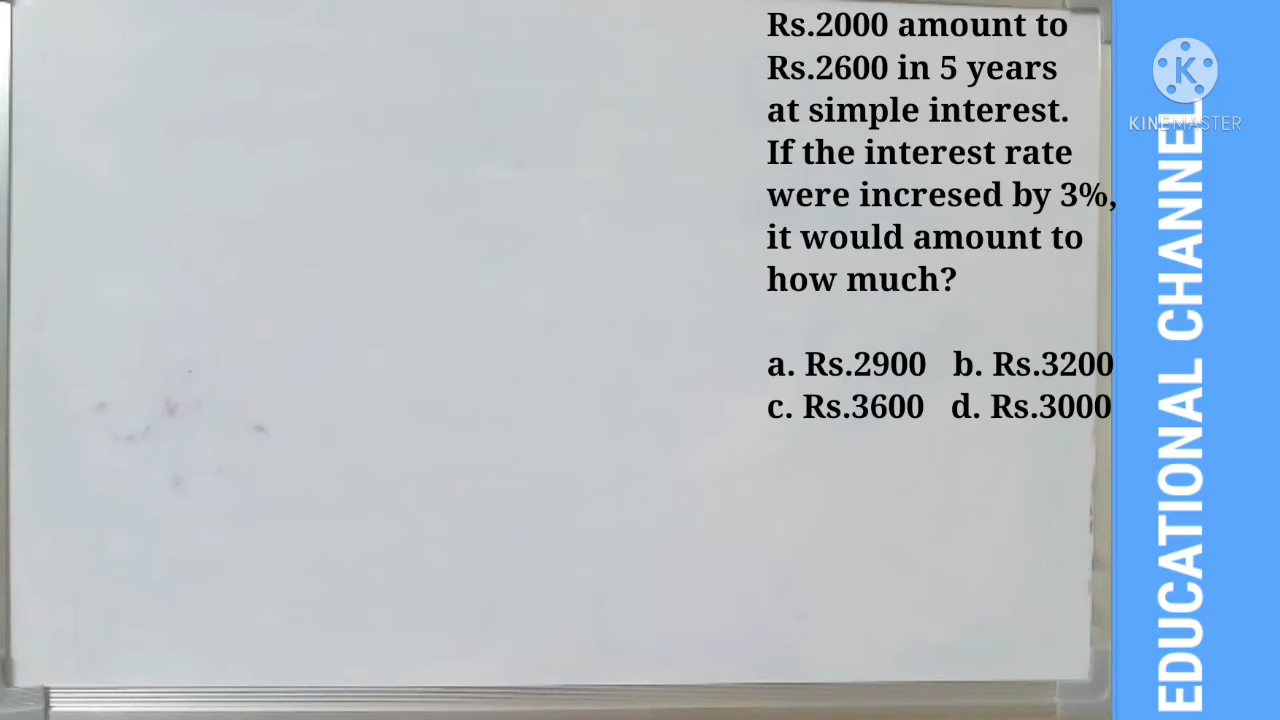 Rs.2000 amount to
Rs.2600 in 5 years
at simple interest.
If the interest rate
were incresed by 3%,
it would amount to
how much?
a. Rs.2900 b. Rs.3200
c. Rs.3600 d. Rs.3000
K
KINEMASTER
EDUCATIONAL CHANNEL